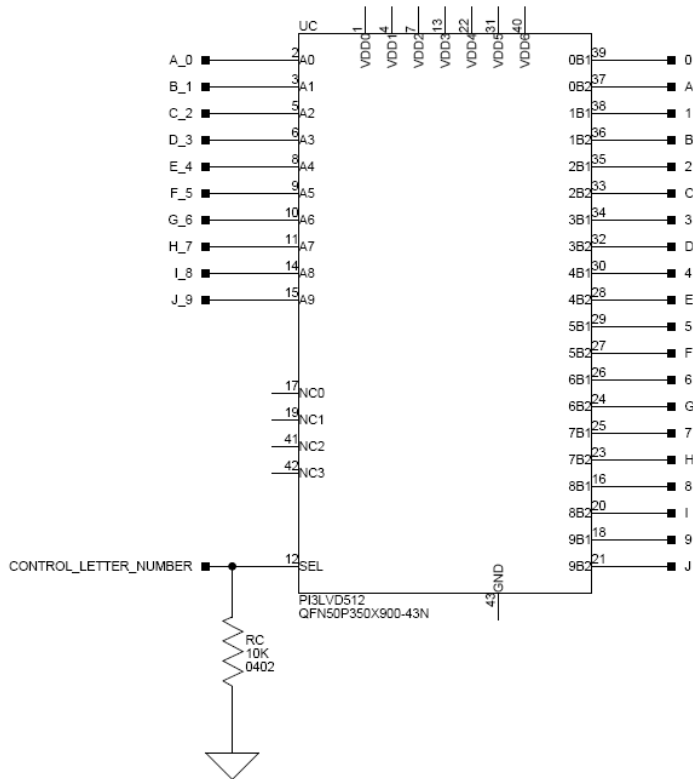 UC
1 VDD0
4 VDD1
7 VDD2
13 VDD3
22 VDD4
31 VDD5
40 VDD6
A_0 2 A0
B_1 3 A1
C_2 5 A2
D_3 6 A3
E_4 8 A4
F_5 9 A5
G_6 10 A6
H_7 11 A7
I_8 14 A8
J_9 15 A9
17 NC0
19 NC1
41 NC2
42 NC3
CONTROL_LETTER_NUMBER 12 SEL
0B1 39 0
0B2 37 A
1B1 38 1
1B2 36 B
2B1 35 2
2B2 33 C
3B1 34 3
3B2 32 D
4B1 30 4
4B2 28 E
5B1 29 5
5B2 27 F
6B1 26 6
6B2 24 G
7B1 25 7
7B2 23 H
8B1 16 8
8B2 20 I
9B1 18 9
9B2 21 J
43 GND
PI3LVD512
QFN50P350X900-43N
RC
10K
0402